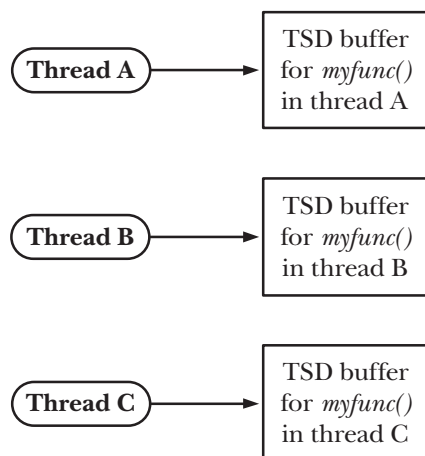 Thread A
TSD buffer
for myfunc()
in thread A
Thread B
TSD buffer
for myfunc()
in thread B
Thread C
TSD buffer
for myfunc()
in thread C